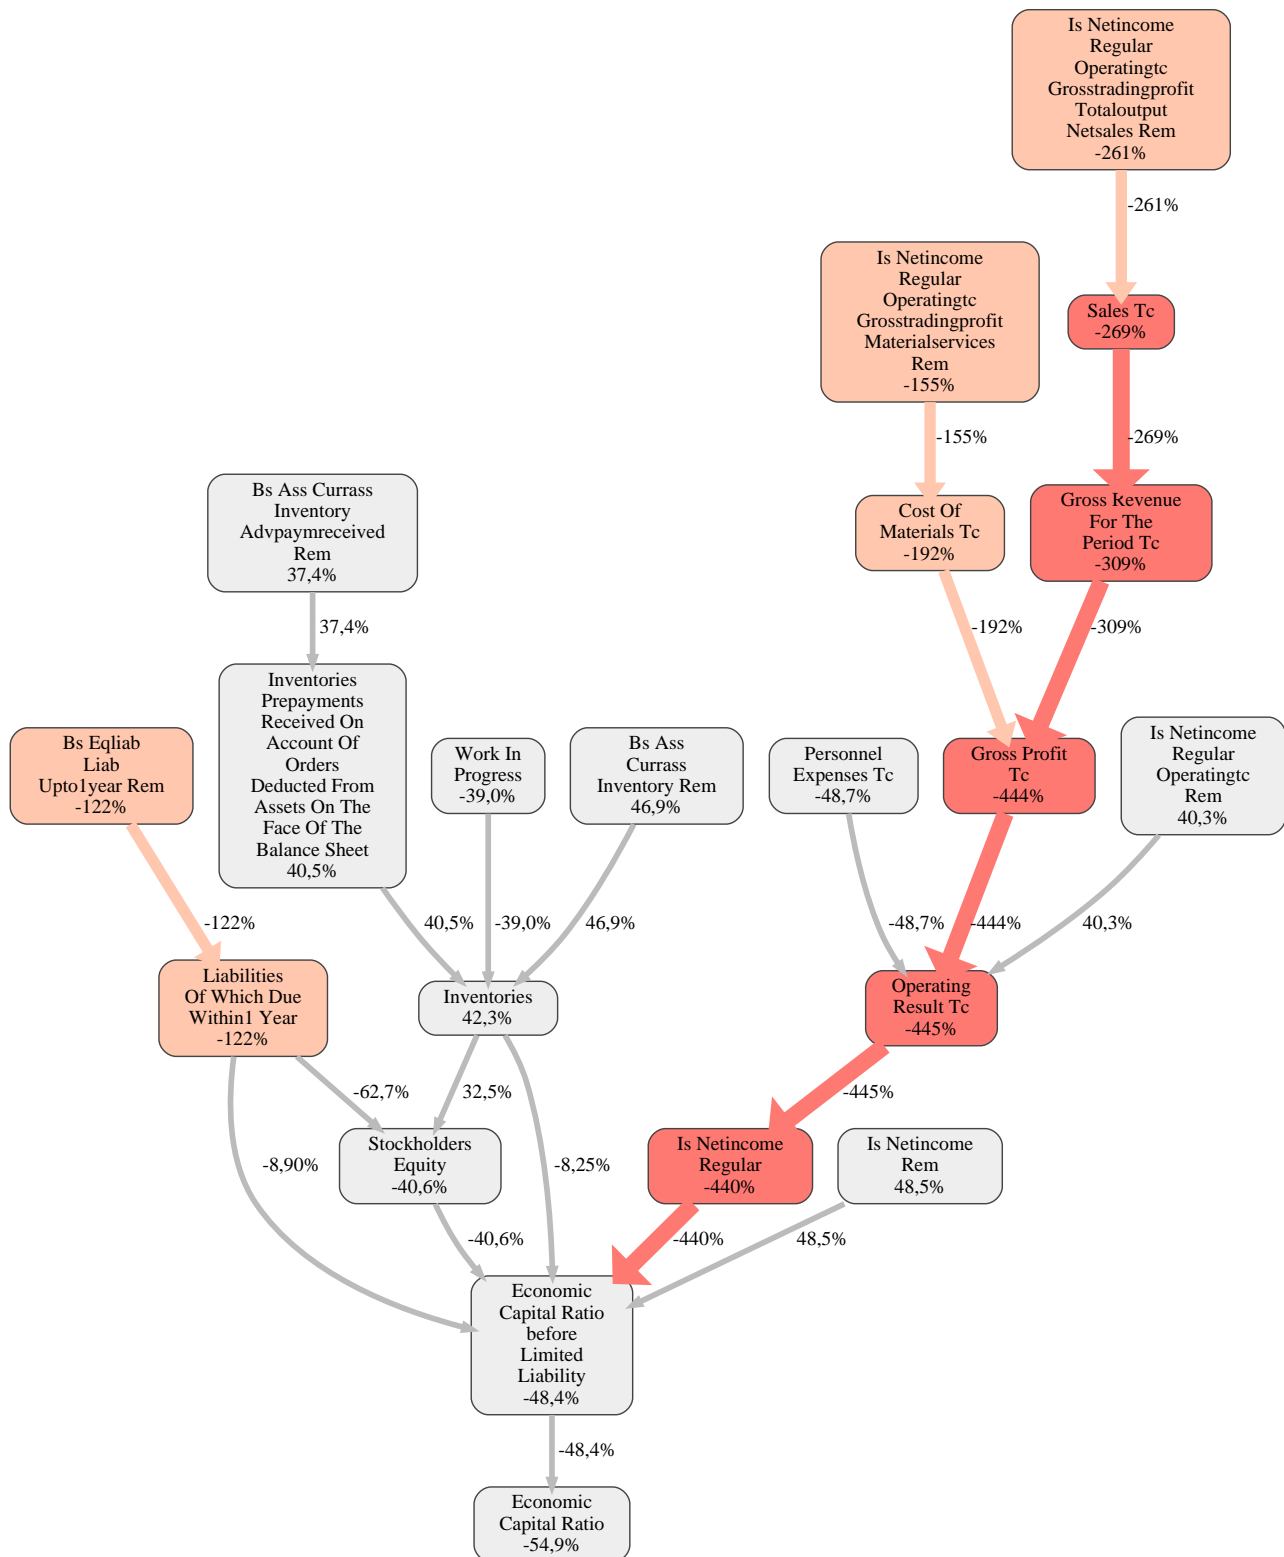 Is Netincome
Regular
Operatingtc
Grosstradingprofit
Totaloutput
Netsales Rem
-261%
-261%
Is Netincome
Regular
Operatingtc
Grosstradingprofit
Materialservices
Rem
-155%
Sales Tc
-269%
-155%
-269%
Bs Ass Currass
Inventory
Advpaymreceived
Rem
37,4%
Cost Of
Materials Tc
-192%
Gross Revenue
For The
Period Tc
-309%
37,4%
-192%
-309%
Inventories
Prepayments
Received On
Account Of
Orders
Deducted From
Assets On The
Face Of The
Balance Sheet
40,5%
Bs Eqliab
Liab
Upto1year Rem
-122%
Work In
Progress
-39,0%
Bs Ass
Currass
Inventory Rem
46,9%
Personnel
Expenses Tc
-48,7%
Gross Profit
Tc
-444%
Is Netincome
Regular
Operatingtc
Rem
40,3%
-122%
40,5%
-39,0%
46,9%
-48,7%
-444%
40,3%
Liabilities
Of Which Due
Within1 Year
-122%
Inventories
42,3%
Operating
Result Tc
-445%
-62,7%
32,5%
-445%
-8,90%
Stockholders
Equity
-40,6%
-8,25%
Is Netincome
Regular
-440%
Is Netincome
Rem
48,5%
-40,6%
-440%
48,5%
Economic
Capital Ratio
before
Limited
Liability
-48,4%
-48,4%
Economic
Capital Ratio
-54,9%